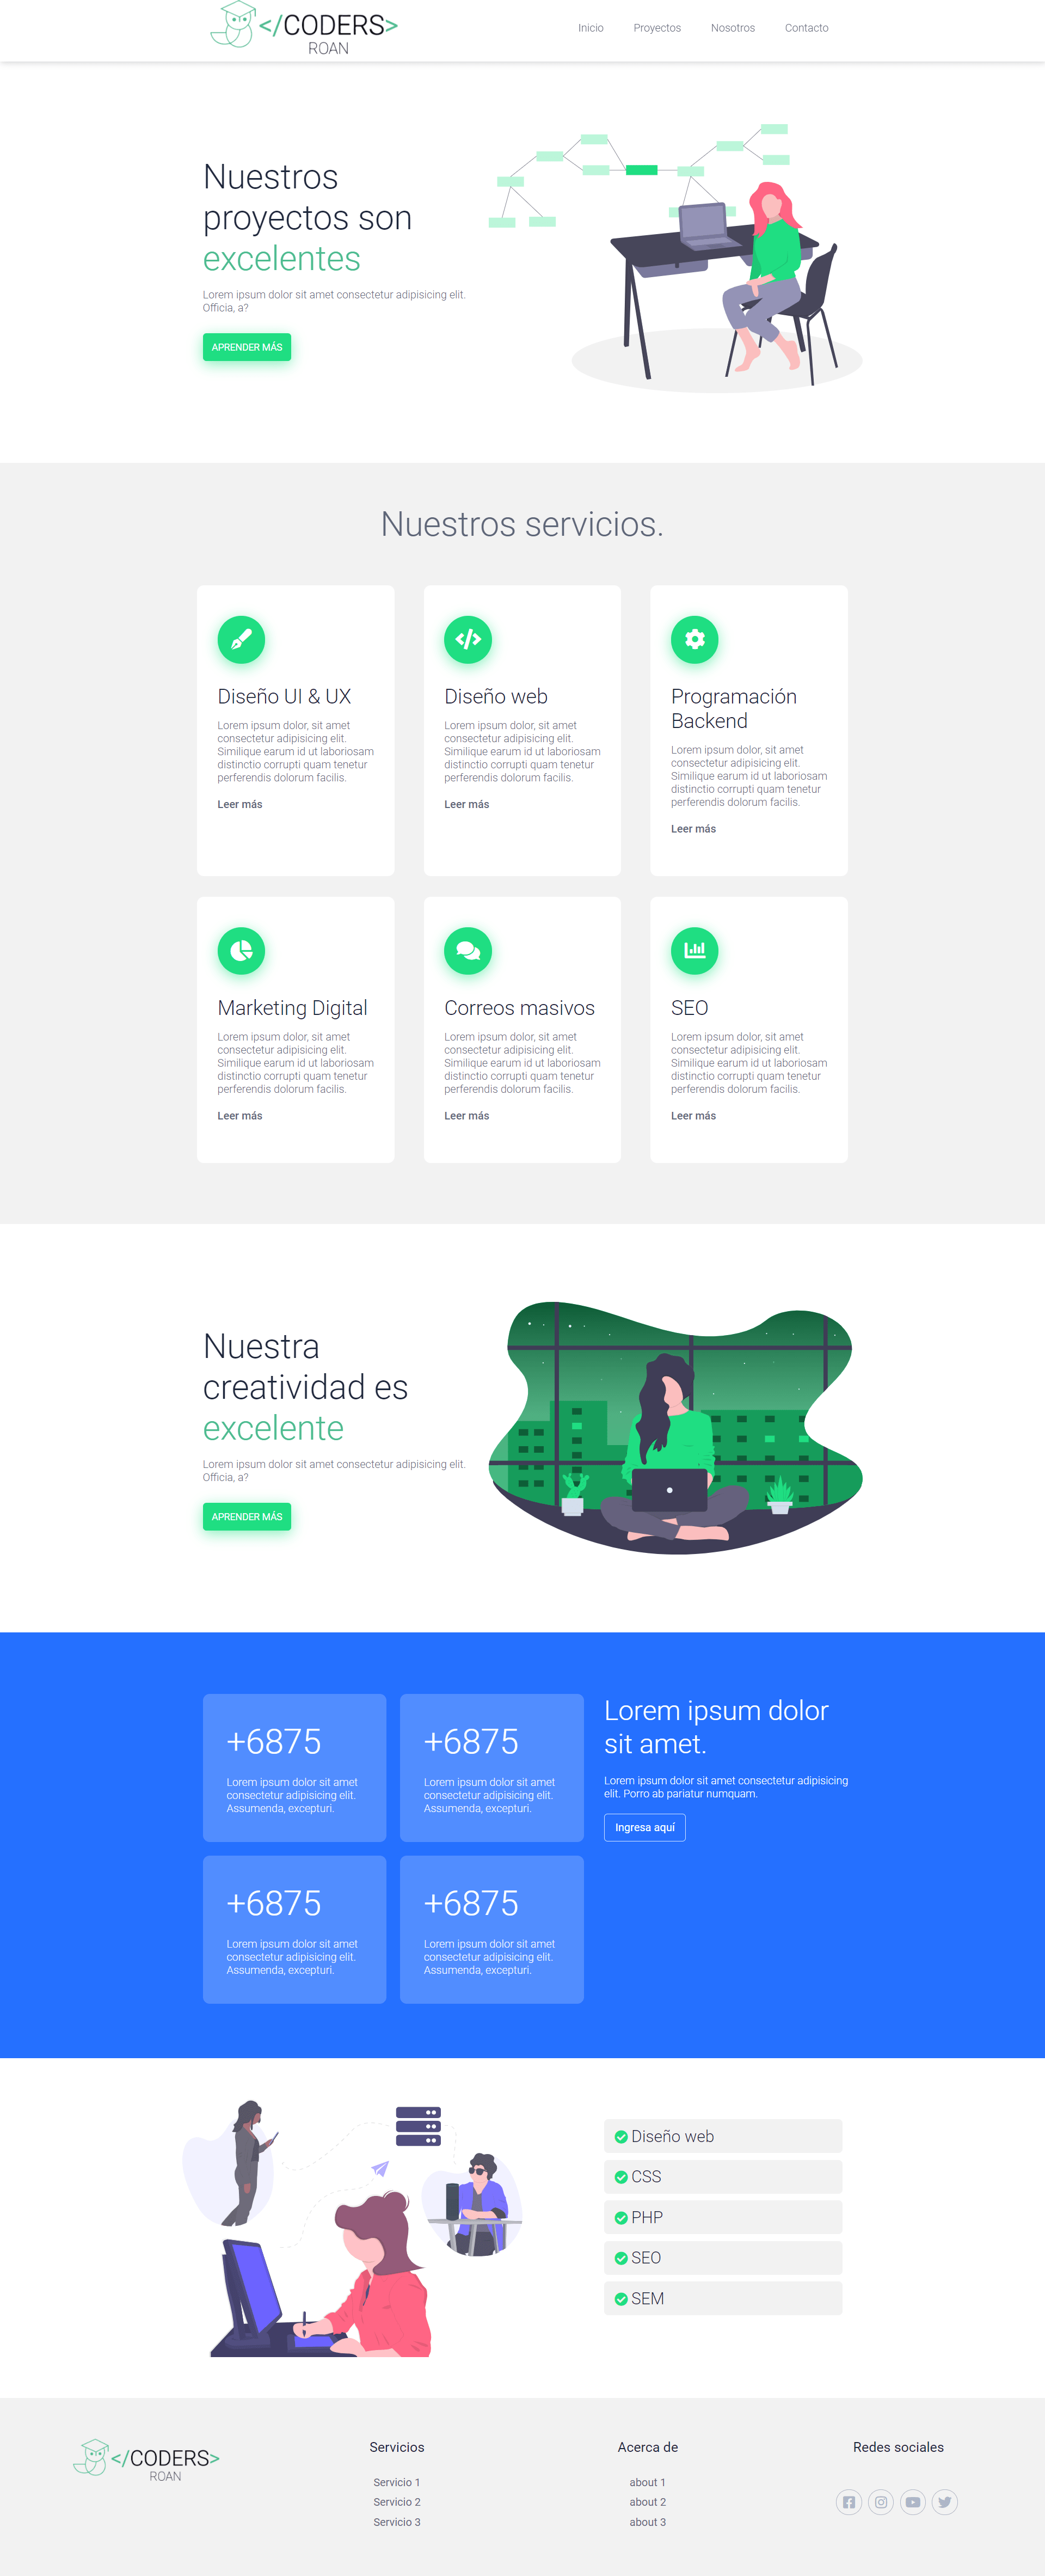 </CODERS>
ROAN
Inicio Proyectos Nosotros Contacto
Nuestros
proyectos son
excelentes
Lorem ipsum dolor sit amet consectetur adipisicing elit.
Officia, a?
APRENDER MÁS
Nuestros servicios.
Diseño UI & UX
Lorem ipsum dolor, sit amet
consectetur adipisicing elit.
Similique earum id ut laboriosam
distinctio corrupti quam tenetur
perferendis dolorum facilis.
Leer más
Diseño web
Lorem ipsum dolor, sit amet
consectetur adipisicing elit.
Similique earum id ut laboriosam
distinctio corrupti quam tenetur
perferendis dolorum facilis.
Leer más
Programación
Backend
Lorem ipsum dolor, sit amet
consectetur adipisicing elit.
Similique earum id ut laboriosam
distinctio corrupti quam tenetur
perferendis dolorum facilis.
Leer más
Marketing Digital
Lorem ipsum dolor, sit amet
consectetur adipisicing elit.
Similique earum id ut laboriosam
distinctio corrupti quam tenetur
perferendis dolorum facilis.
Leer más
Correos masivos
Lorem ipsum dolor, sit amet
consectetur adipisicing elit.
Similique earum id ut laboriosam
distinctio corrupti quam tenetur
perferendis dolorum facilis.
Leer más
SEO
Lorem ipsum dolor, sit amet
consectetur adipisicing elit.
Similique earum id ut laboriosam
distinctio corrupti quam tenetur
perferendis dolorum facilis.
Leer más
Nuestra
creatividad es
excelente
Lorem ipsum dolor sit amet consectetur adipisicing elit.
Officia, a?
APRENDER MÁS
+6875
Lorem ipsum dolor sit amet
consectetur adipisicing elit.
Assumenda, excepturi.
+6875
Lorem ipsum dolor sit amet
consectetur adipisicing elit.
Assumenda, excepturi.
+6875
Lorem ipsum dolor sit amet
consectetur adipisicing elit.
Assumenda, excepturi.
+6875
Lorem ipsum dolor sit amet
consectetur adipisicing elit.
Assumenda, excepturi.
Lorem ipsum dolor
sit amet.
Lorem ipsum dolor sit amet consectetur adipisicing
elit. Porro ab pariatur numquam.
Ingresa aquí
Diseño web
CSS
PHP
SEO
SEM
</CODERS>
ROAN
Servicios
Servicio 1
Servicio 2
Servicio 3
Acerca de
about 1
about 2
about 3
Redes sociales